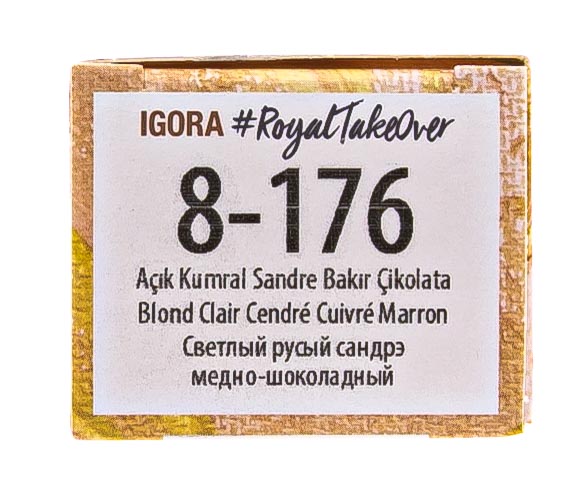 IGORA #RoyalTakeOver
8-176
Açık Kumral Sandre Bakır Çikolata
Blond Clair Cendré Cuivré Marron
Светлый русый сандрэ
медно-шоколадный